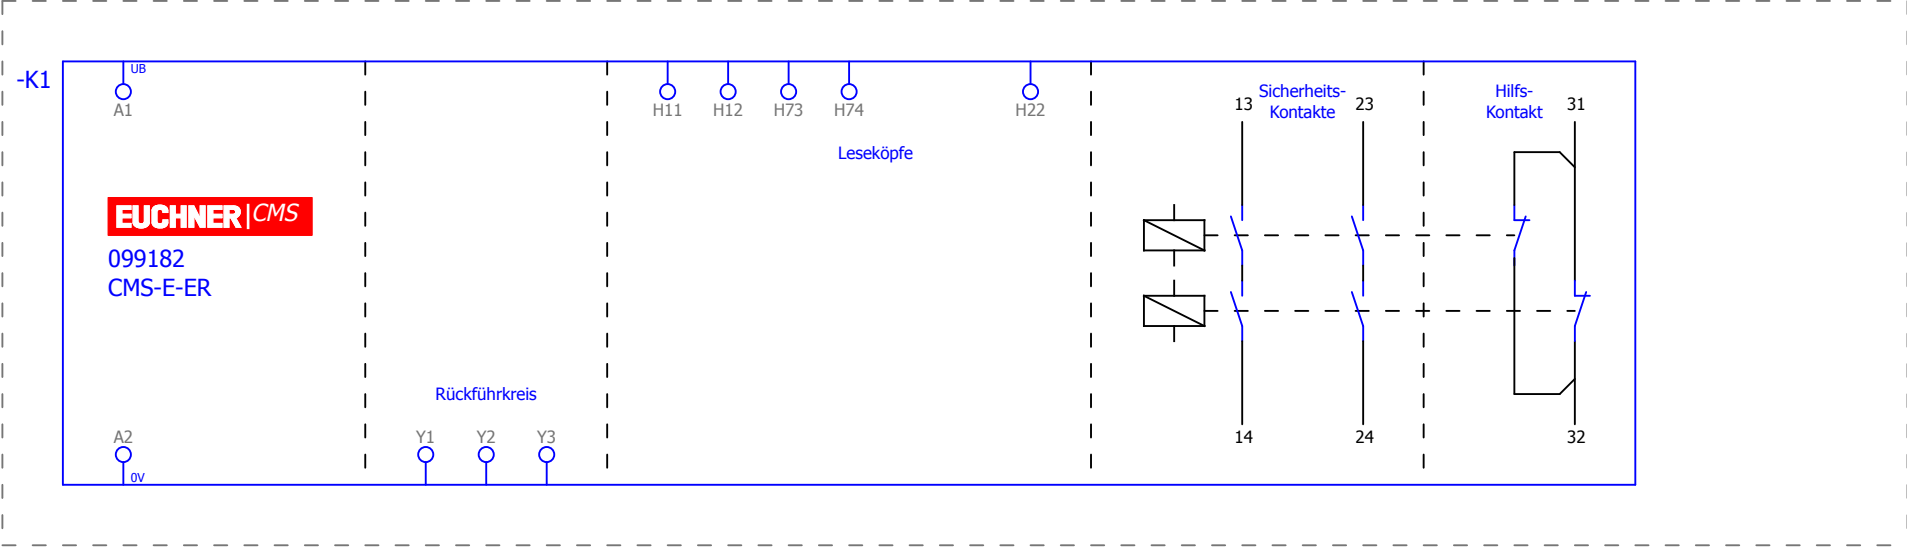 -K1
UB
A1
H11 H12 H73 H74 H22
13 Sicherheits- 23
Kontakte
Hilfs- 31
Kontakt
Leseköpfe
EUCHNER|CMS
099182
CMS-E-ER
Rückführkreis
A2
0V
Y1 Y2 Y3
14 24 32